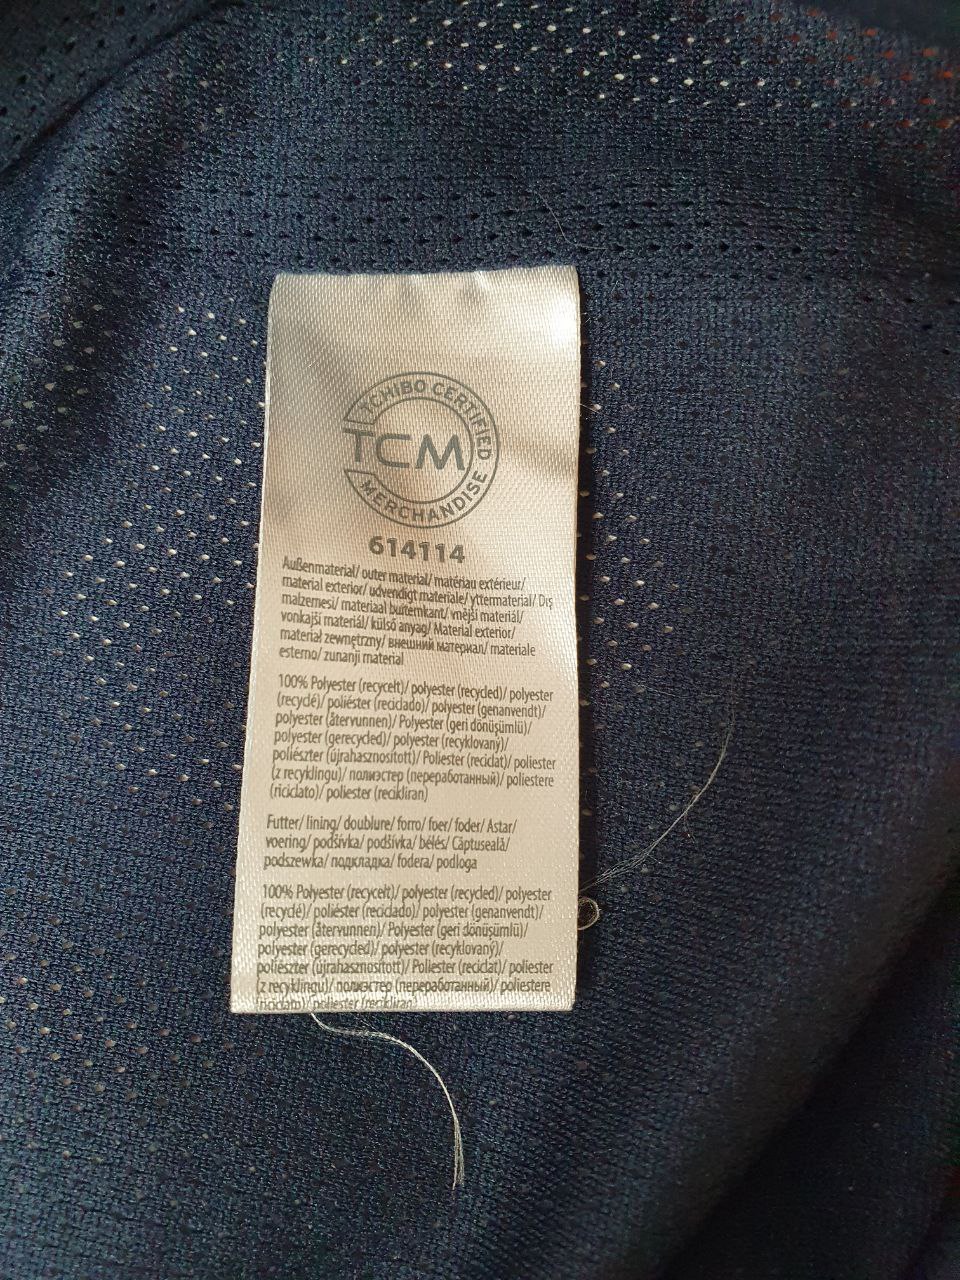 TCHIBO CERTIFIED
TCM
MERCHANDISE
614114
Außenmaterial/ outer material/ matériau extérieur/
material exterior/ udvendigt materiale/ yttermaterial/ Dış
malzemesi/ materiaal buitenkant/ vnější materiál/
vonkajší materiál/ külső anyag/ Material exterior/
materiał zewnętrzny/ внешний материал/ materiale
esterno/ zunanji material
100% Polyester (recycelt)/ polyester (recycled)/ polyester
(recyclé)/ poliéster (reciclado)/ polyester (genanvendt)/
polyester (återvunnen)/ Polyester (geri dönüşümlü)/
polyester (gerecycled)/ polyester (recyklovaný)/
poliészter (újrahasznosított)/ Poliester (reciclat)/ poliester
(z recyklingu)/ полиэстер (переработанный)/ poliestere
(riciclato)/ poliester (recikliran)
Futter/ lining/ doublure/ forro/ foer/ foder/ Astar/
voering/ podšívka/ podšívka/ bélés/ Căptuseală/
podszewka/ подкладка/ fodera/ podloga
100% Polyester (recycelt)/ polyester (recycled)/ polyester
(recyclé)/ poliéster (reciclado)/ polyester (genanvendt)/
polyester (återvunnen)/ Polyester (geri dönüşümlü)/
polyester (gerecycled)/ polyester (recyklovaný)/
poliészter (újrahasznosított)/ Poliester (reciclat)/ poliester
(z recyklingu)/ полиэстер (переработанный)/ poliestere
(riciclato)/ poliester (recikliran)